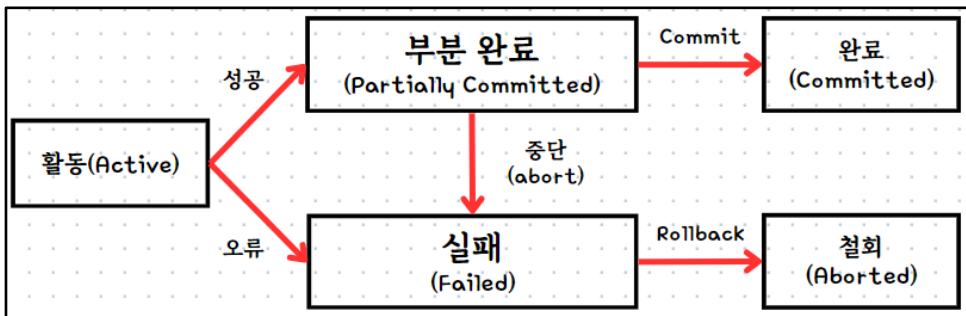 부분 완료
(Partially Committed)
Commit
완료
(Committed)
성공
활동(Active)
중단
(abort)
오류
실패
(Failed)
Rollback
철회
(Aborted)